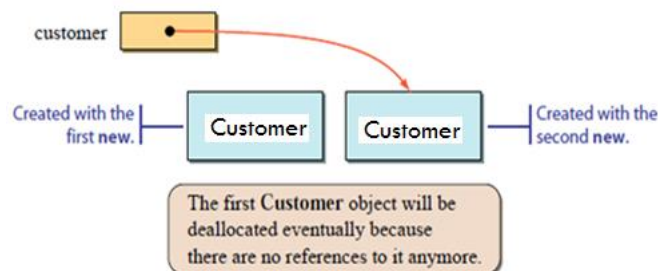 customer
Created with the
first new.
Customer
Customer
Created with the
second new.
The first Customer object will be
deallocated eventually because
there are no references to it anymore.